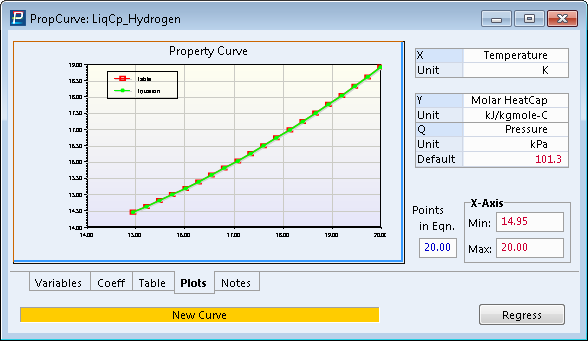 PropCurve: LiqCp_Hydrogen
Property Curve
19.00
18.50
18.00
17.50
17.00
16.50
16.00
15.50
15.00
14.50
14.00
Table
Equation
14.00 15.00 16.00 17.00 18.00 19.00 20.00
X Temperature
Unit K
Y Molar HeatCap
Unit kJ/kgmole-C
Q Pressure
Unit kPa
Default 101.3
Points
in Eqn.
20.00
X-Axis
Min: 14.95
Max: 20.00
Variables Coeff Table Plots Notes
New Curve
Regress